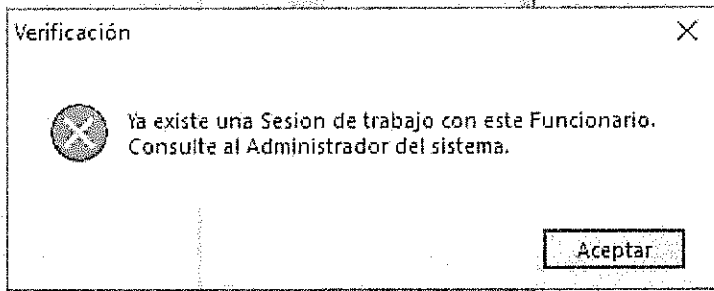 Verificación
Ya existe una Sesion de trabajo con este Funcionario.
Consulte al Administrador del sistema.
Aceptar